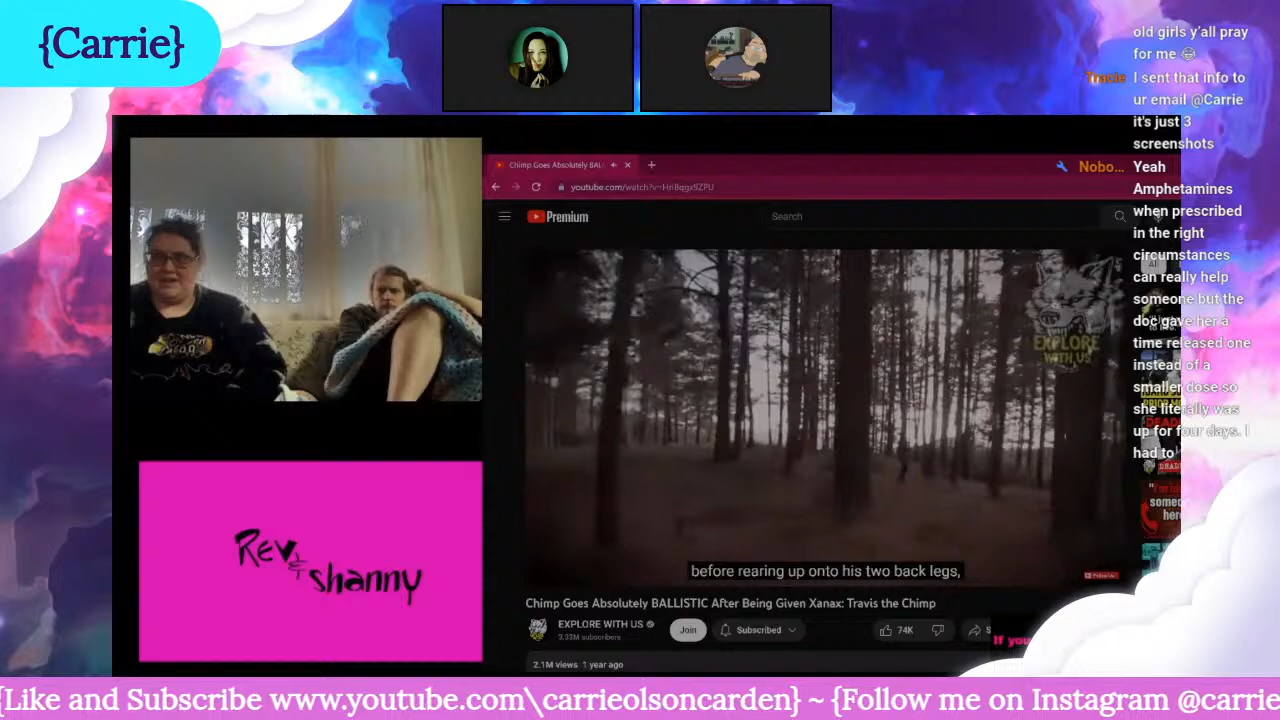 {Carrie}
old girls y'all pray
for me 😂
Tracie I sent that info to
ur email @Carrie
it's just 3
screenshots
Nobo... Yeah
Amphetamines
when prescribed
in the right
circumstances
can really help
someone but the
doc gave her a
time released one
instead of a
smaller dose so
she literally was
up for four days. I
had to
Chimp Goes Absolutely BAL
youtube.com/watch?v=Hri8qgx9ZPU
Premium
Search
EXPLORE
WITH US
before rearing up onto his two back legs,
Chimp Goes Absolutely BALLISTIC After Being Given Xanax: Travis the Chimp
EXPLORE WITH US
3.33M subscribers
Join
Subscribed
74K
S
2.1M views 1 year ago
If you
Rev
&
shanny
{Like and Subscribe www.youtube.com\carrieolsoncarden} ~ {Follow me on Instagram @carrie